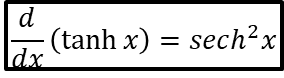 d/dx (tanh x) = sech²x